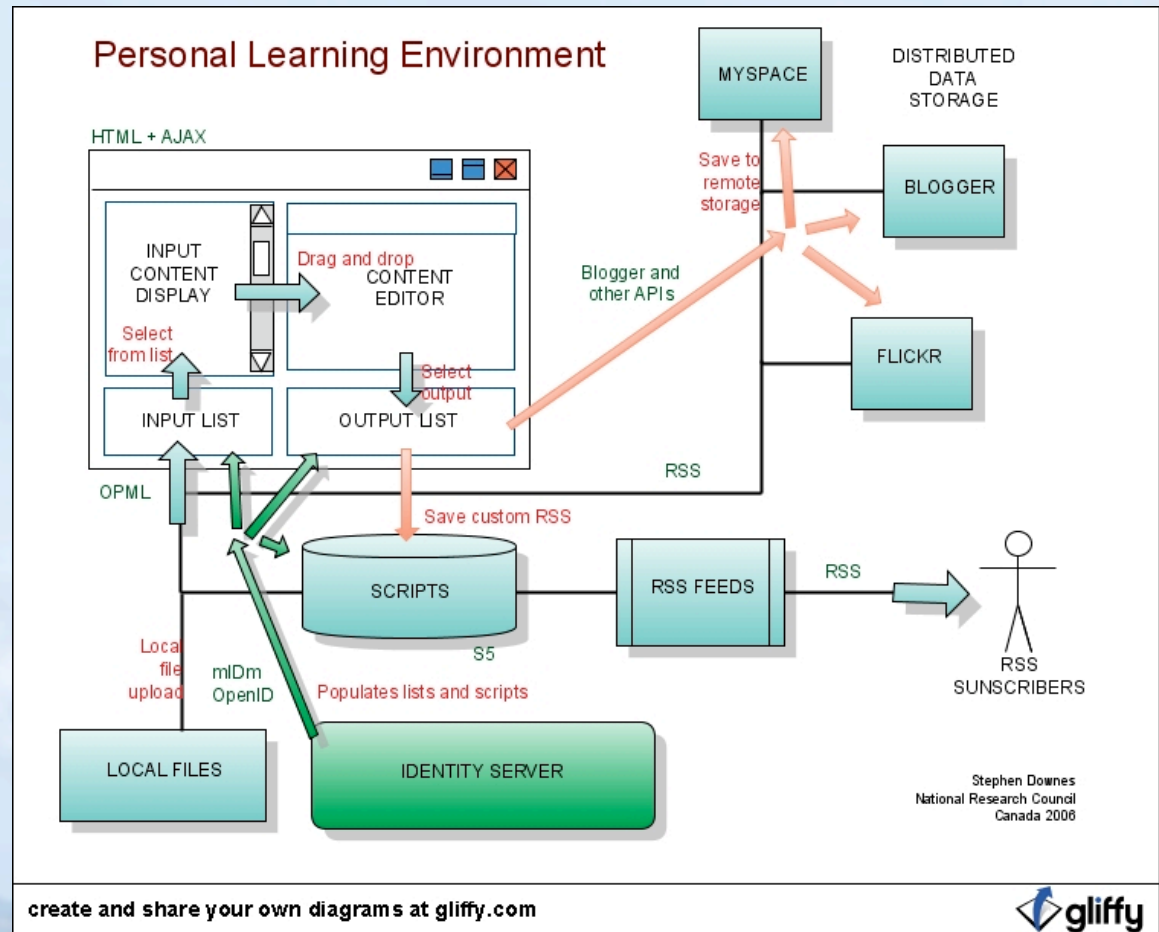 Personal Learning Environment
MYSPACE
DISTRIBUTED
DATA
STORAGE
HTML + AJAX
Save to
remote
storage
BLOGGER
INPUT
CONTENT
DISPLAY
Drag and drop
CONTENT
EDITOR
Blogger and
other APIs
Select
from list
FLICKR
Select
output
INPUT LIST
OUTPUT LIST
OPML
RSS
Save custom RSS
SCRIPTS
RSS FEEDS
RSS
S5
Local
file
upload
mIDm
OpenID
Populates lists and scripts
RSS
SUNSCRIBERS
LOCAL FILES
IDENTITY SERVER
Stephen Downes
National Research Council
Canada 2006
create and share your own diagrams at gliffy.com
gliffy